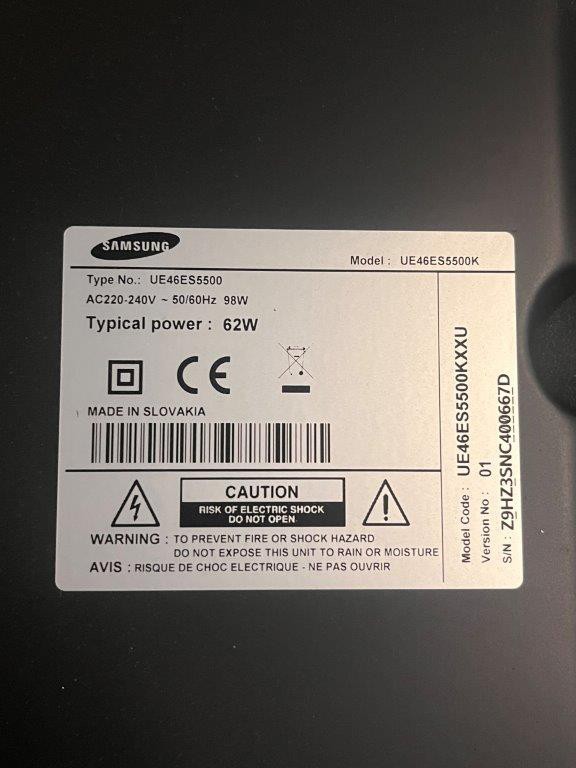 SAMSUNG
Model : UE46ES5500K
Type No.: UE46ES5500
AC220-240V ~ 50/60Hz 98W
Typical power : 62W
CE
MADE IN SLOVAKIA
CAUTION
RISK OF ELECTRIC SHOCK
DO NOT OPEN
WARNING : TO PREVENT FIRE OR SHOCK HAZARD
DO NOT EXPOSE THIS UNIT TO RAIN OR MOISTURE
AVIS : RISQUE DE CHOC ELECTRIQUE - NE PAS OUVRIR
Model Code : UE46ES5500KXXU
Version No : 01
S/N : Z9HZ3SNC400667D